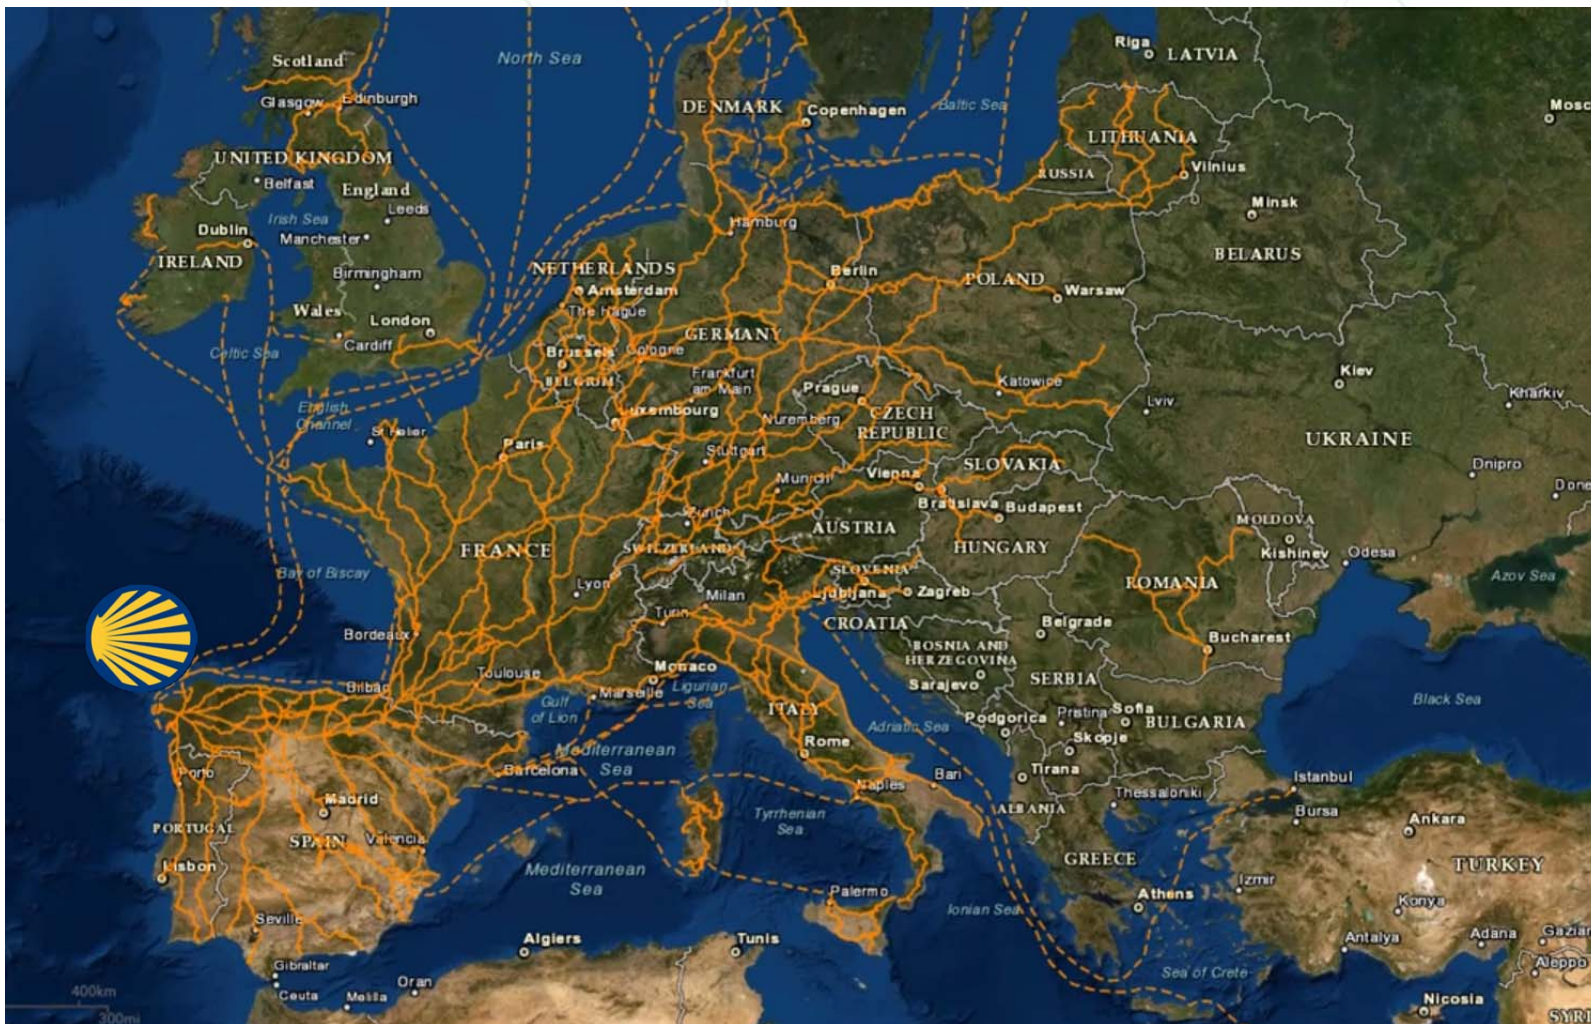 North Sea
Riga
LATVIA
Scotland
Glasgow
Edinburgh
DENMARK
Copenhagen
Baltic Sea
Mosc
LITHUANIA
UNITED KINGDOM
Belfast
England
RUSSIA
Vilnius
Leeds
Minsk
Irish Sea
Dublin
Manchester
Hamburg
IRELAND
BELARUS
Birmingham
NETHERLANDS
Amsterdam
Berlin
POLAND
Warsaw
Wales
The Hague
London
Cardiff
GERMANY
Celtic Sea
Brussels
Cologne
BELGIUM
Frankfurt
am Main
Prague
Katowice
Kiev
Kharkiv
English
Channel
Luxembourg
Nuremberg
CZECH
REPUBLIC
Lviv
St Helier
Paris
UKRAINE
Stuttgart
Munich
Vienna
SLOVAKIA
Dnipro
Done
Bratislava
Budapest
Zurich
AUSTRIA
MOLDOVA
FRANCE
SWITZERLAND
HUNGARY
Kishinev
Odesa
Bay of Biscay
Lyon
SLOVENIA
ROMANIA
Azov Sea
Milan
Ljubljana
Zagreb
Turin
CROATIA
Belgrade
Bordeaux
Bucharest
BOSNIA AND
HERZEGOVINA
Toulouse
Monaco
Sarajevo
SERBIA
Bilbao
Marseille
Ligurian
Sea
Black Sea
Gulf
of Lion
ITALY
Adriatic Sea
Podgorica
Pristina
Sofia
BULGARIA
Rome
Skopje
Mediterranean
Sea
Porto
Barcelona
Naples
Bari
Tirana
Istanbul
Madrid
ALBANIA
Thessaloniki
Bursa
Ankara
PORTUGAL
SPAIN
Valencia
Tyrrhenian
Sea
Lisbon
GREECE
TURKEY
Mediterranean
Sea
Palermo
Athens
Izmir
Konya
Seville
Ionian Sea
Algiers
Tunis
Antalya
Adana
Gaziar
Gibraltar
Ceuta
Melilla
Oran
Sea of Crete
Aleppo
400km
300mi
Nicosia
SYRI